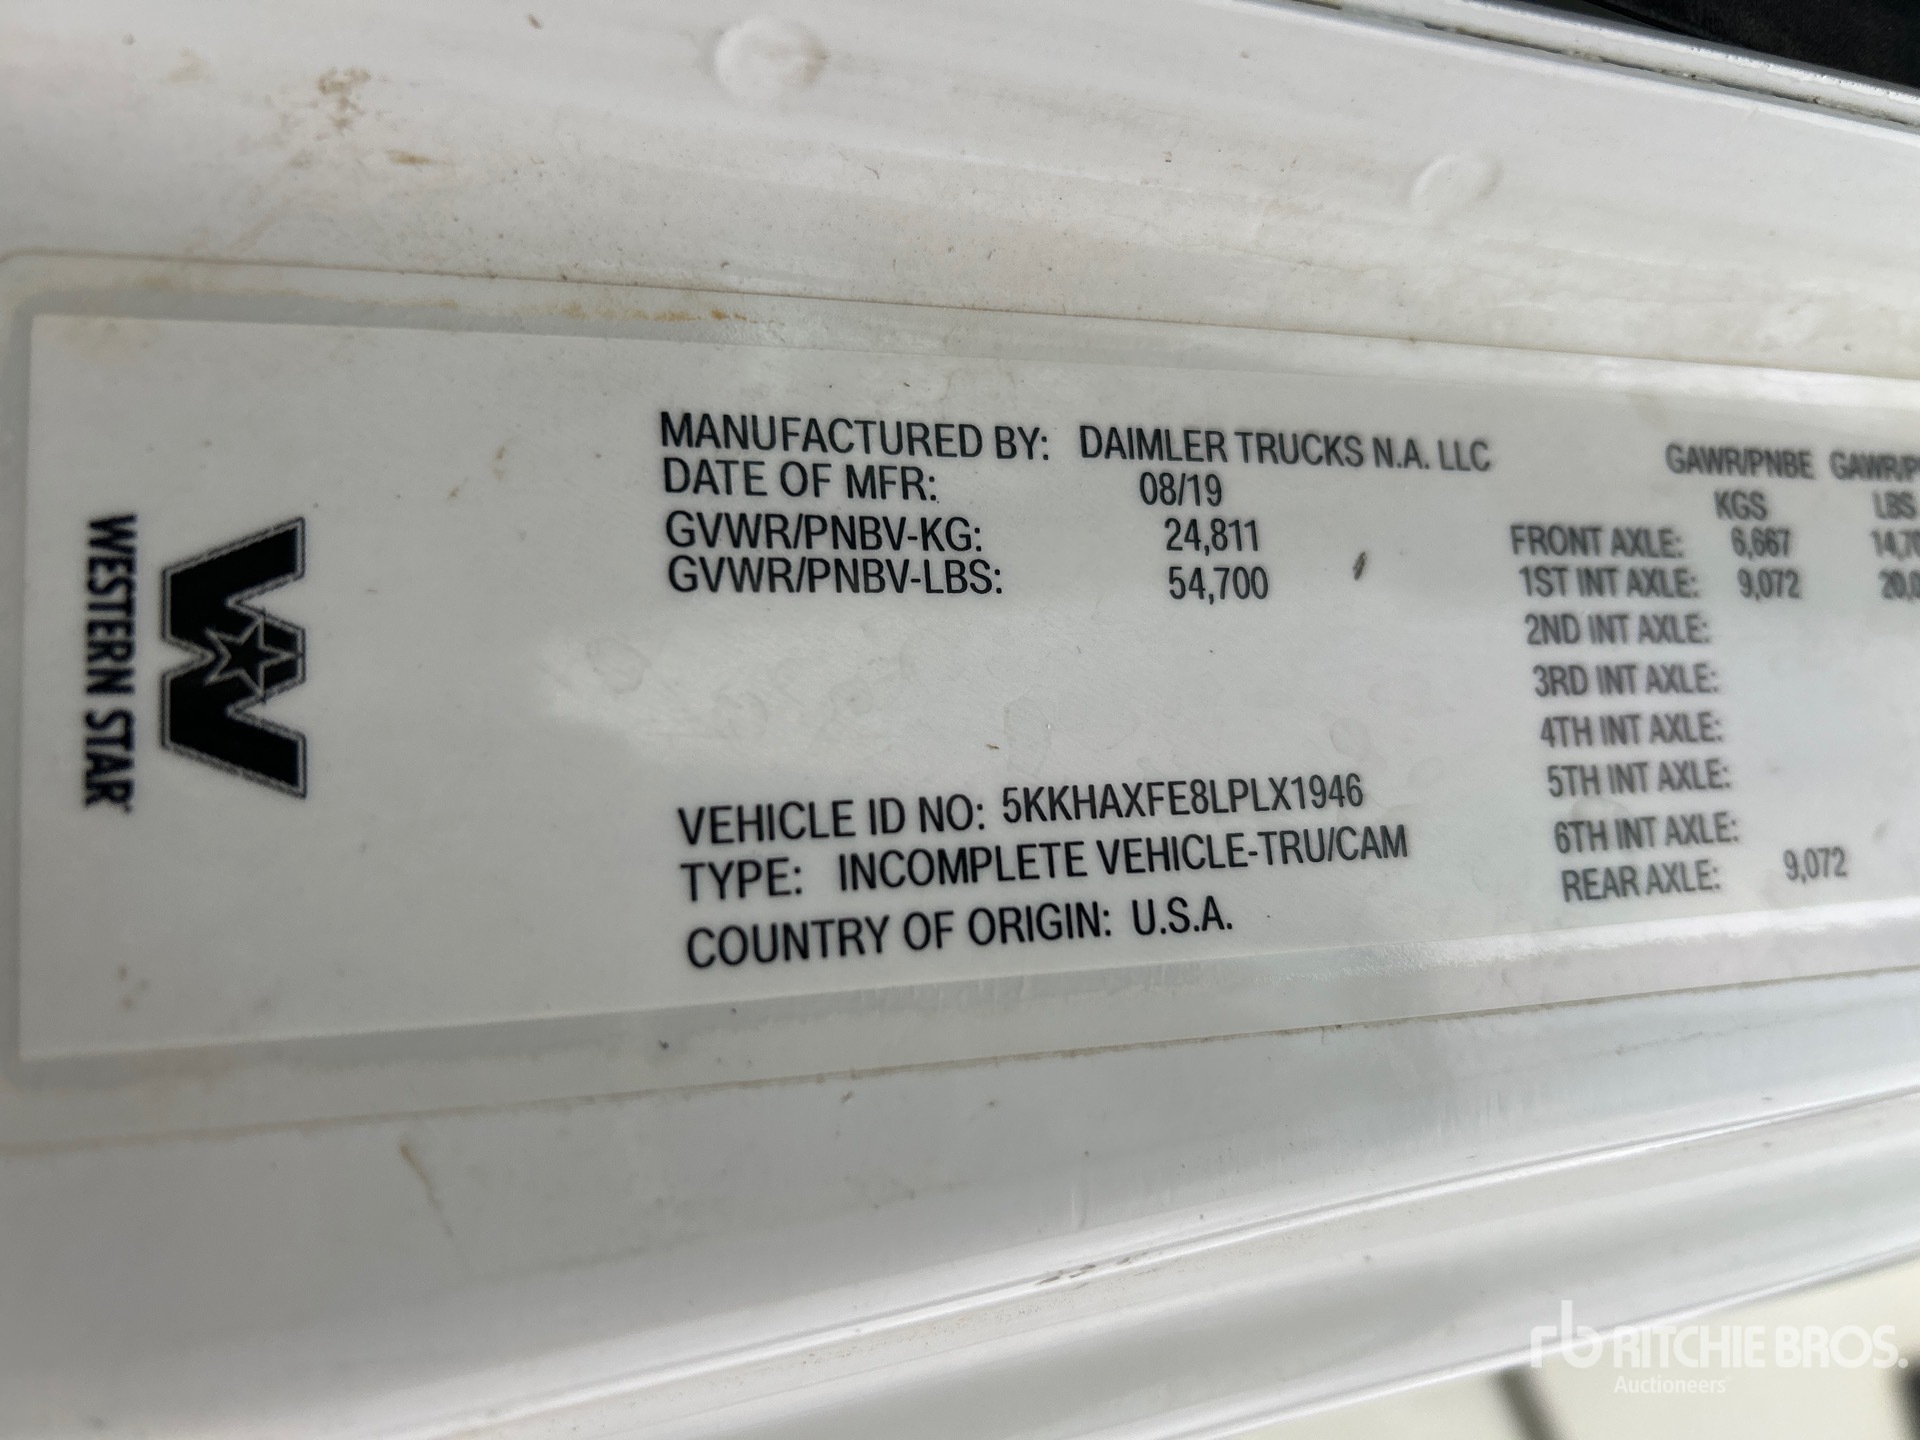 WESTERN STAR
MANUFACTURED BY: DAIMLER TRUCKS N.A. LLC
DATE OF MFR: 08/19
GVWR/PNBV-KG: 24,811
GVWR/PNBV-LBS: 54,700
VEHICLE ID NO: 5KKHAXFE8LPLX1946
TYPE: INCOMPLETE VEHICLE-TRU/CAM
COUNTRY OF ORIGIN: U.S.A.
GAWR/PNBE
KGS LBS
FRONT AXLE: 6,667
1ST INT AXLE: 9,072
2ND INT AXLE:
3RD INT AXLE:
4TH INT AXLE:
5TH INT AXLE:
6TH INT AXLE:
REAR AXLE: 9,072
rb RITCHIE BROS.
Auctioneers